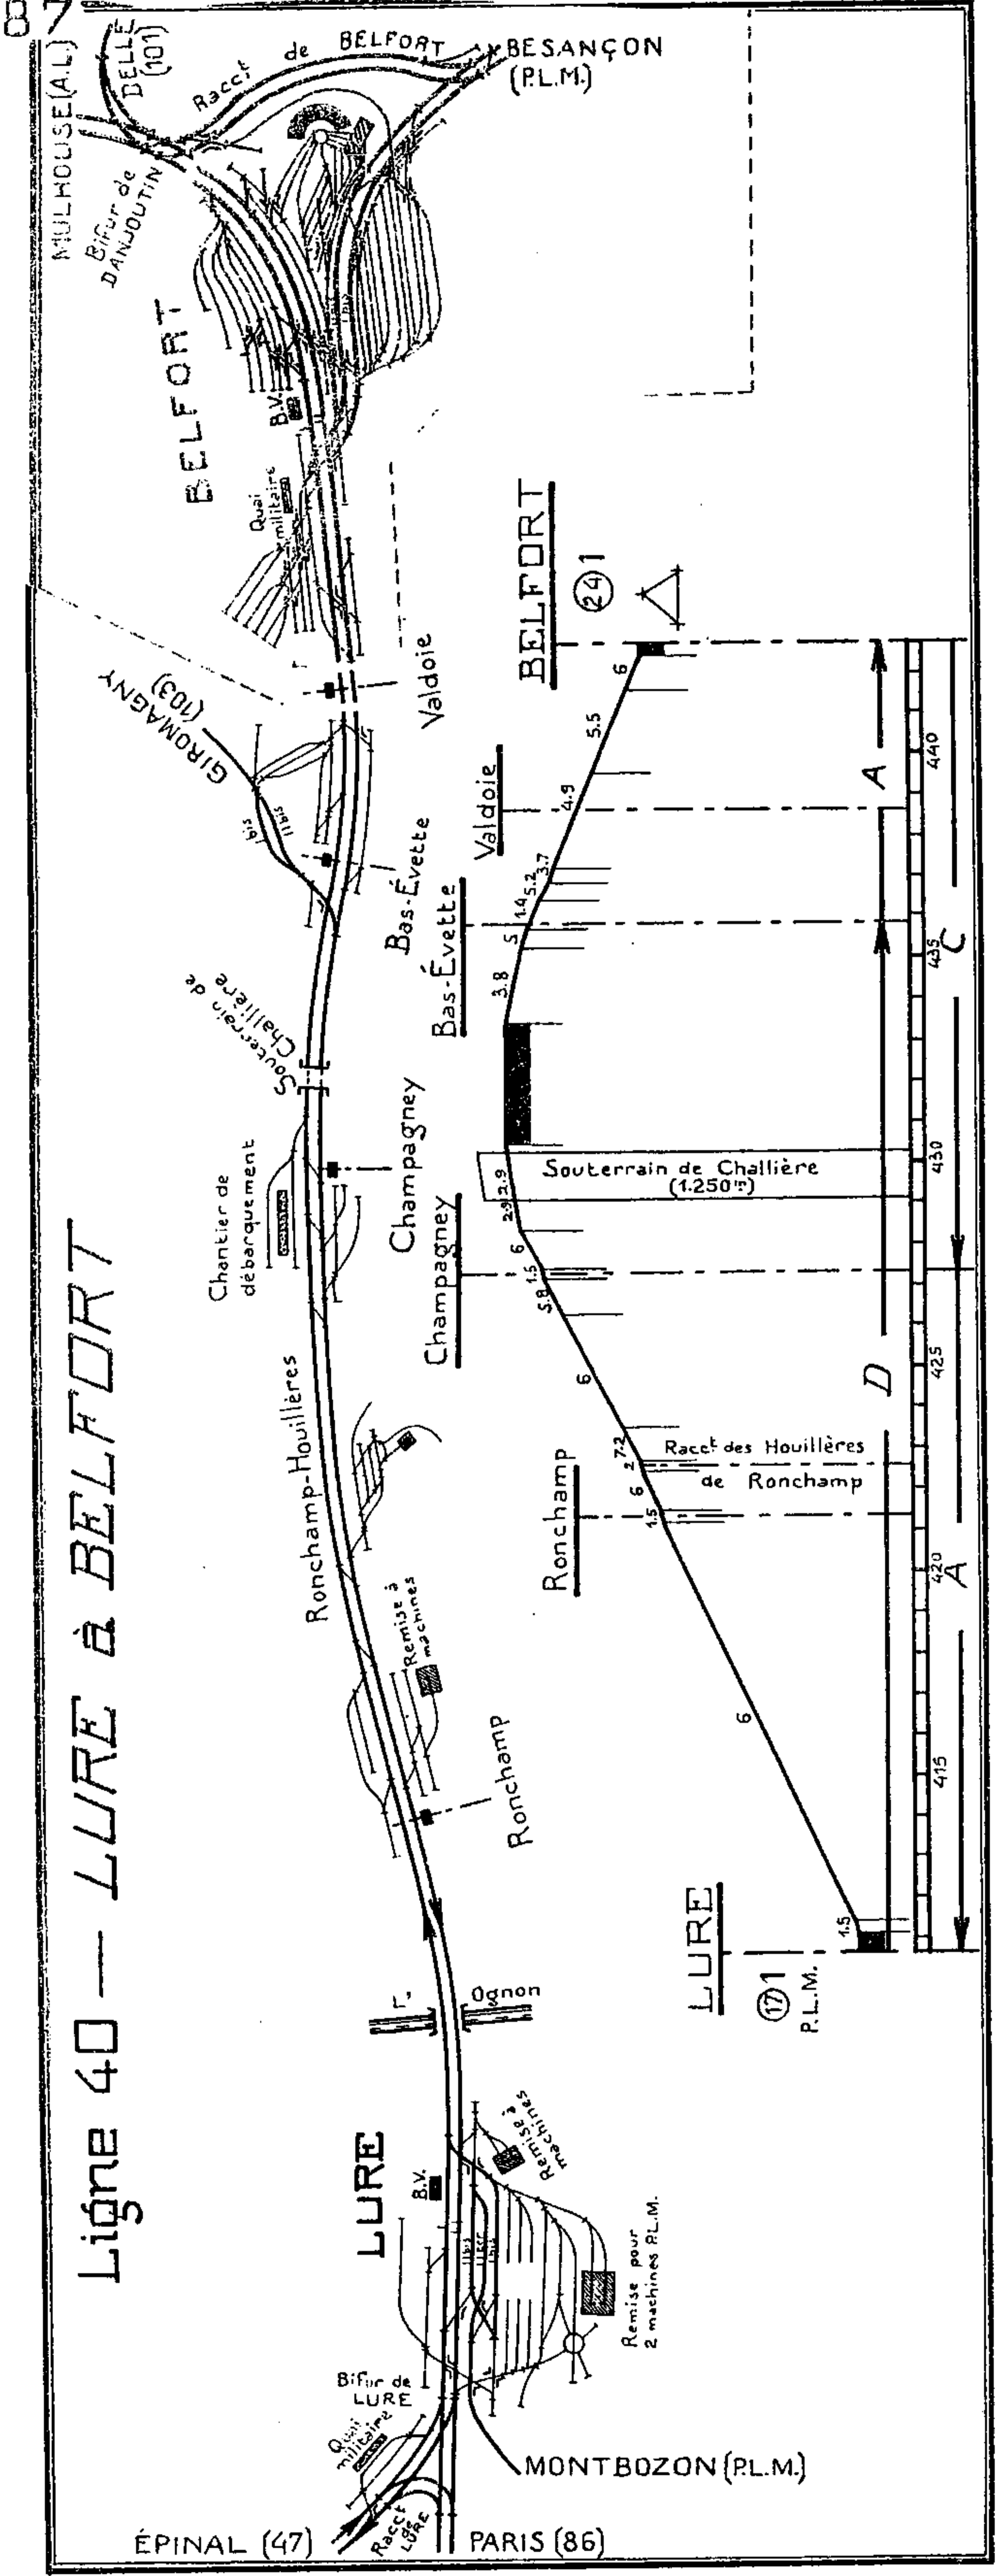 87
Ligne 40 — LURE à BELFORT
ÉPINAL (47)
PARIS (86)
Racct de LURE
Quai militaire
Bifur de LURE
MONTBOZON (P.L.M.)
LURE
B.V.
Remise à machines
Remise pour
2 machines P.L.M.
L'Ognon
Ronchamp
Remise à machines
Ronchamp-Houillères
Chantier de
débarquement
Champagney
Souterrain de
Challière
Bas-Évette
1bis
11bis
GIROMAGNY
(103)
Valdoie
Quai militaire
B.V.
BELFORT
Bifur de
DANJOUTIN
MULHOUSE (A.L.)
DELLE
(101)
Racct de BELFORT
BESANÇON
(P.L.M.)
LURE
17 1
P.L.M.
Ronchamp
Champagney
Bas-Évette
Valdoie
BELFORT
24 1
1.5
6
1.5
6
2
7.2
6
5.8
1.5
6
2.9
2.9
3.8
5
1.4
5.2
3.7
4.9
5.5
6
Racct des Houillères
de Ronchamp
Souterrain de Challière
(1.250m)
D
A
415
420
425
430
435
440
A
C